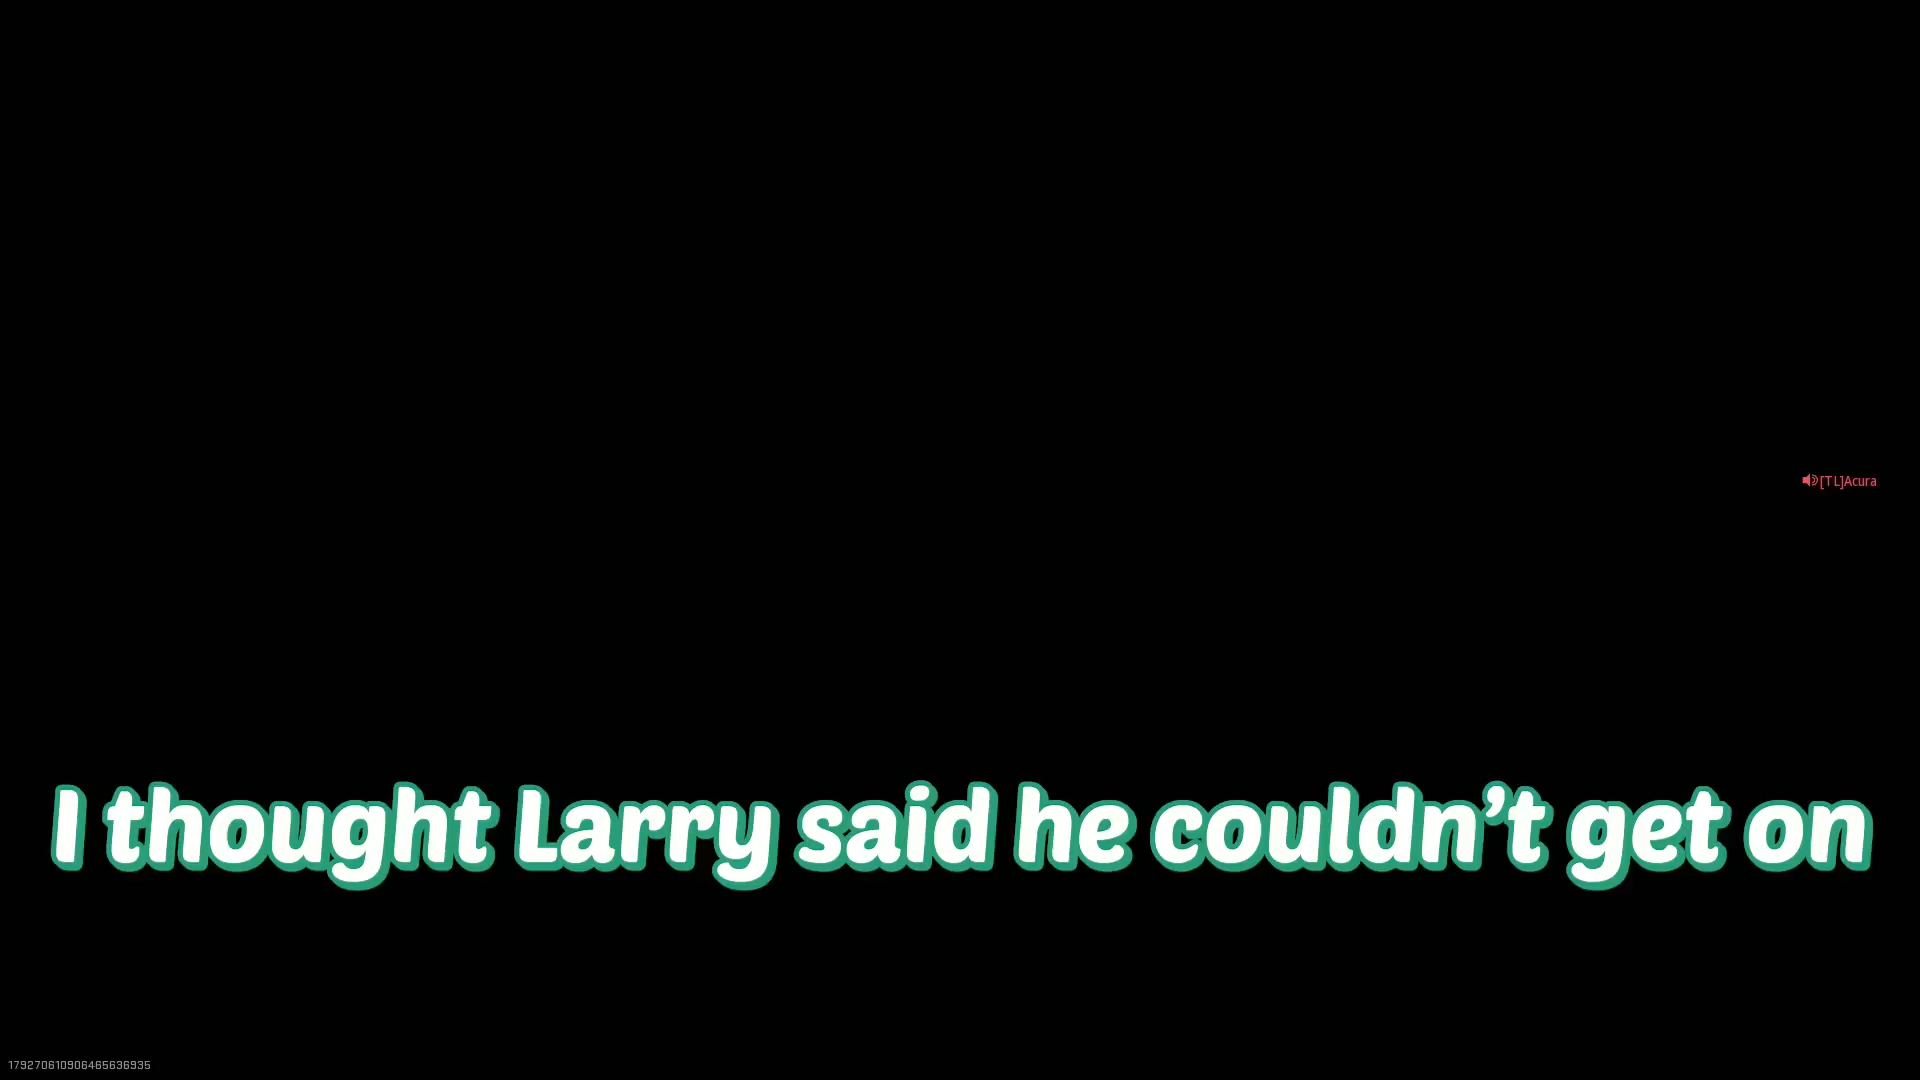 [TL]Acura
I thought Larry said he couldn’t get on
179270610906465636935